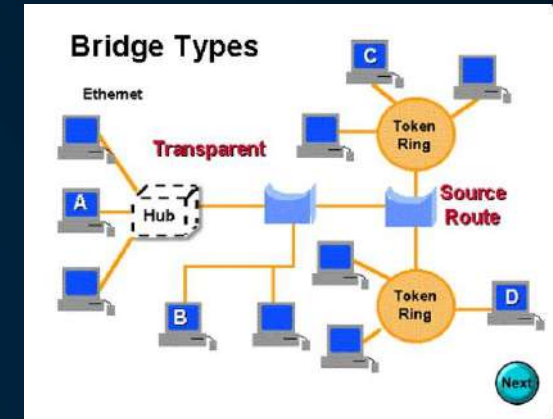 Bridge Types
Ethernet
Transparent
A
Hub
B
C
Token
Ring
Source
Route
Token
Ring
D
Next